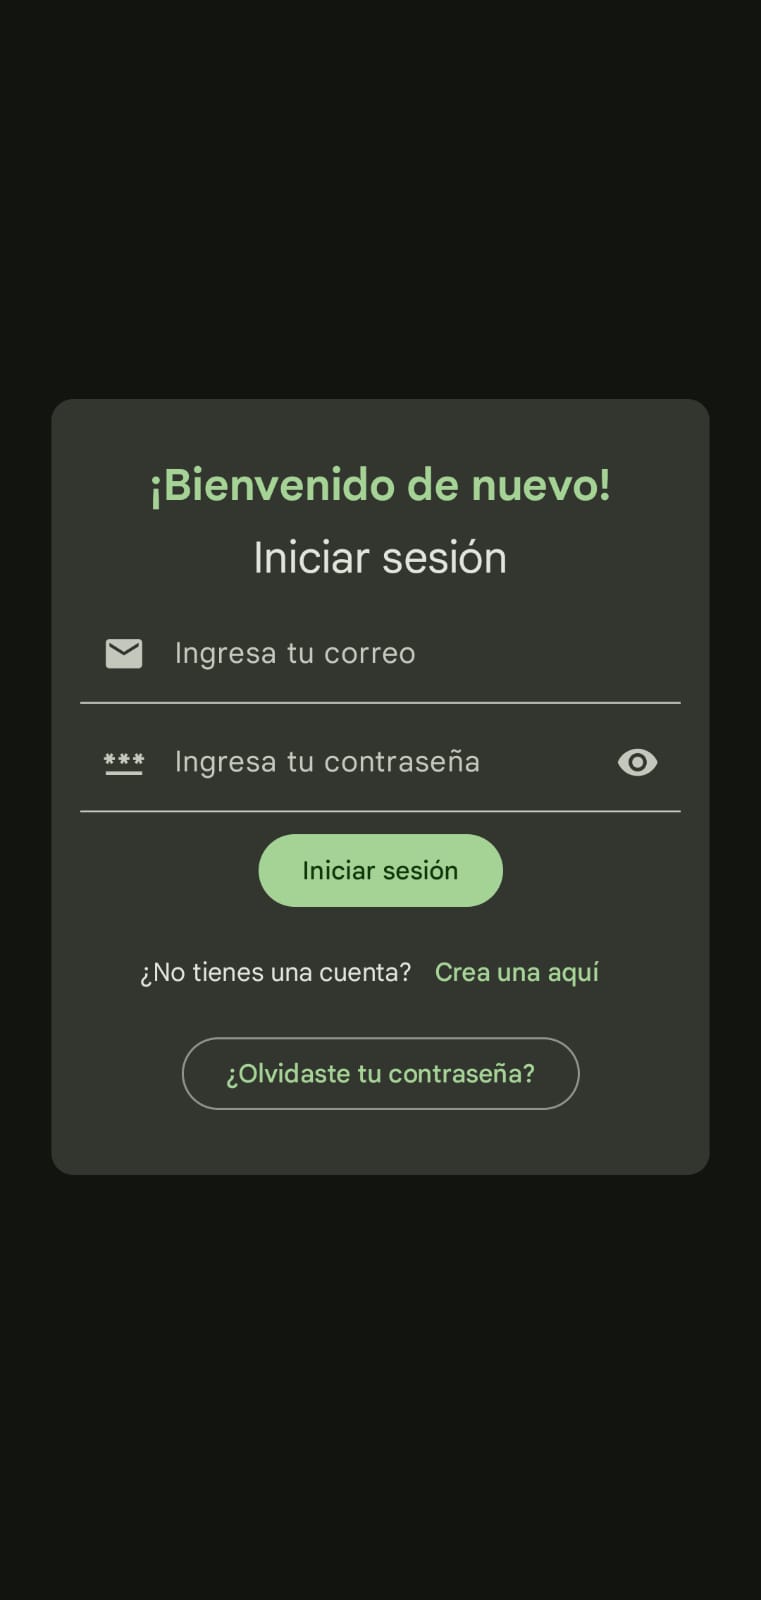 ¡Bienvenido de nuevo!
Iniciar sesión
Ingresa tu correo
Ingresa tu contraseña
Iniciar sesión
¿No tienes una cuenta? Crea una aquí
¿Olvidaste tu contraseña?